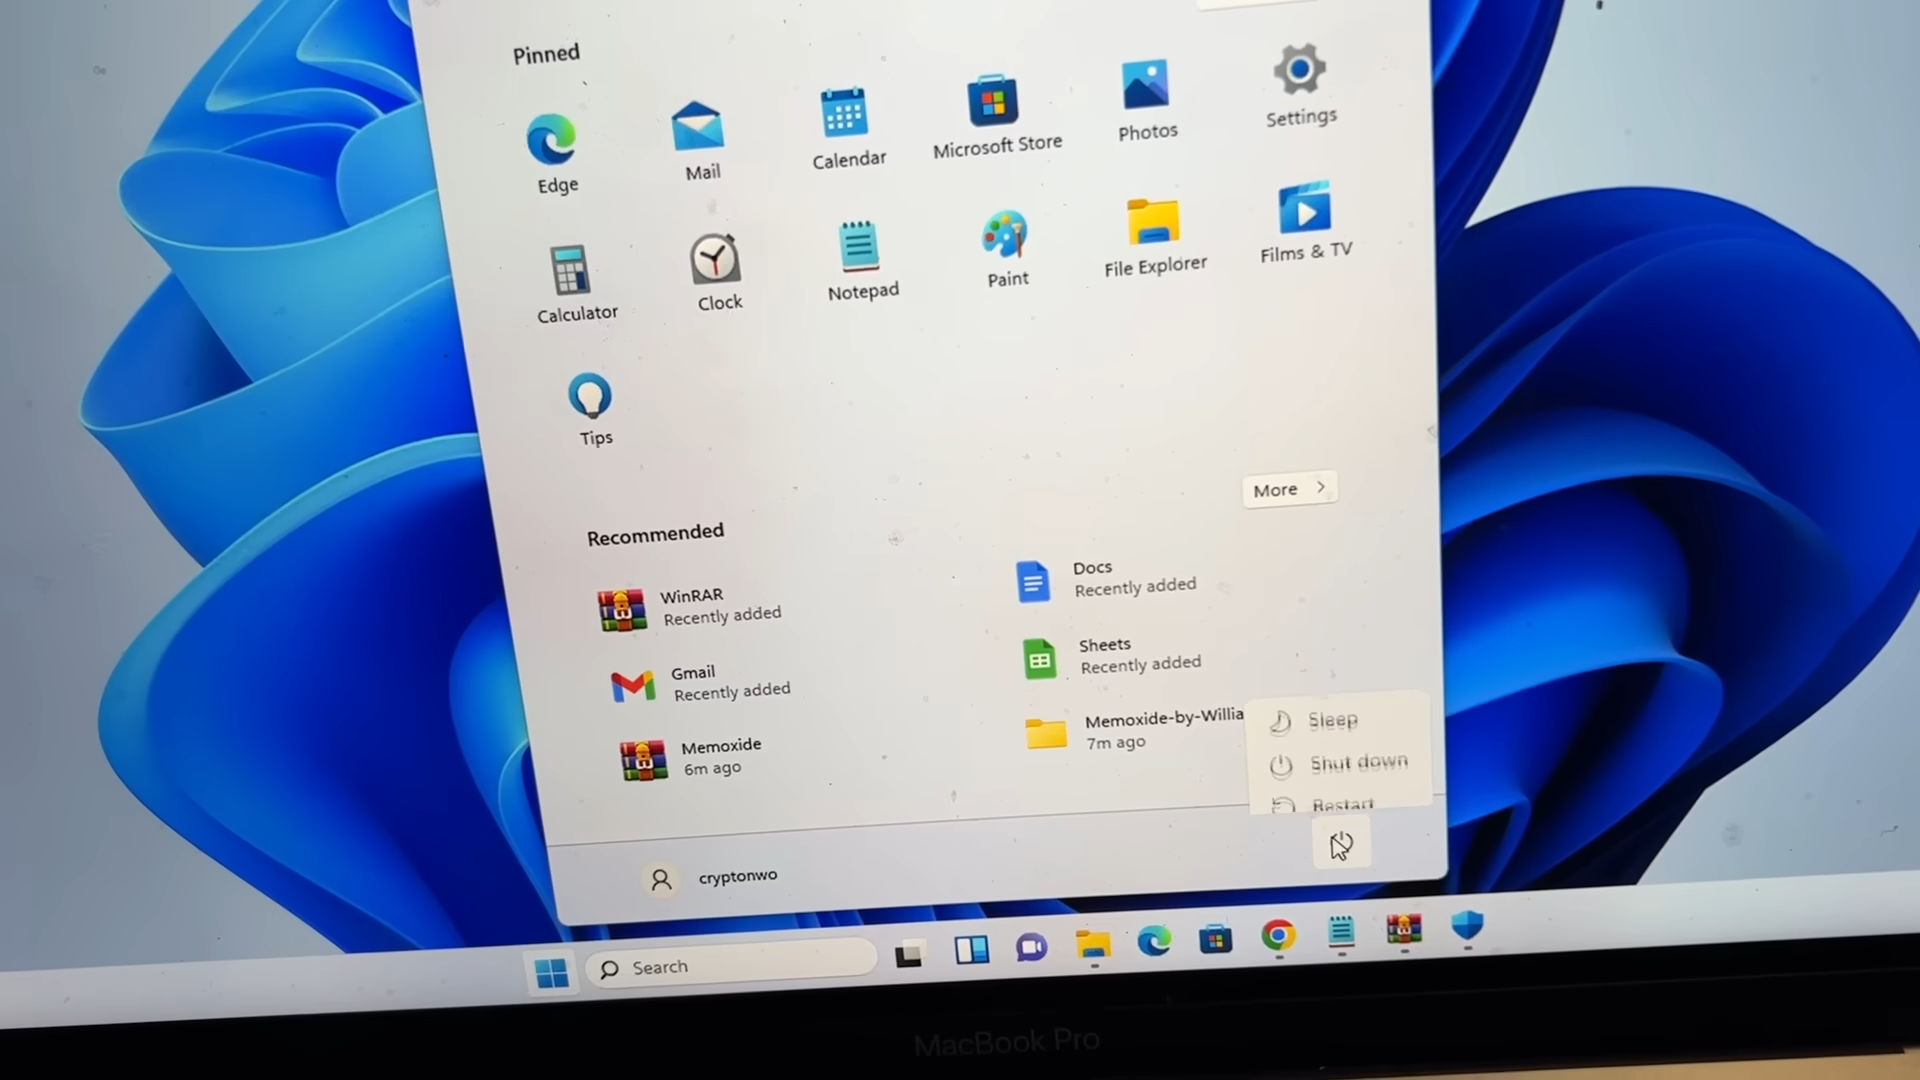 Pinned
Edge
Mail
Calendar
Microsoft Store
Photos
Settings
Calculator
Clock
Notepad
Paint
File Explorer
Films & TV
Tips
More
Recommended
WinRAR
Recently added
Docs
Recently added
Gmail
Recently added
Sheets
Recently added
Memoxide
6m ago
Memoxide-by-Willia
7m ago
Sleep
Shut down
Restart
cryptonwo
Search
MacBook Pro